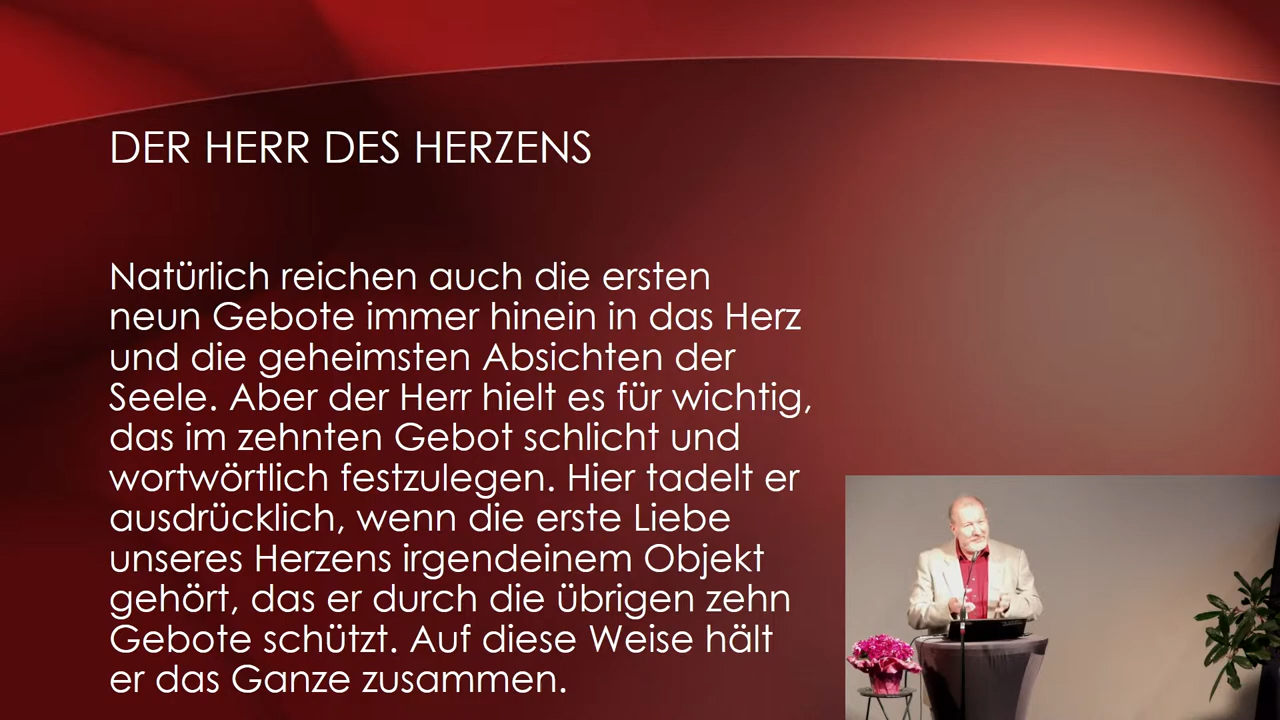 DER HERR DES HERZENS
Natürlich reichen auch die ersten
neun Gebote immer hinein in das Herz
und die geheimsten Absichten der
Seele. Aber der Herr hielt es für wichtig,
das im zehnten Gebot schlicht und
wortwörtlich festzulegen. Hier tadelt er
ausdrücklich, wenn die erste Liebe
unseres Herzens irgendeinem Objekt
gehört, das er durch die übrigen zehn
Gebote schützt. Auf diese Weise hält
er das Ganze zusammen.